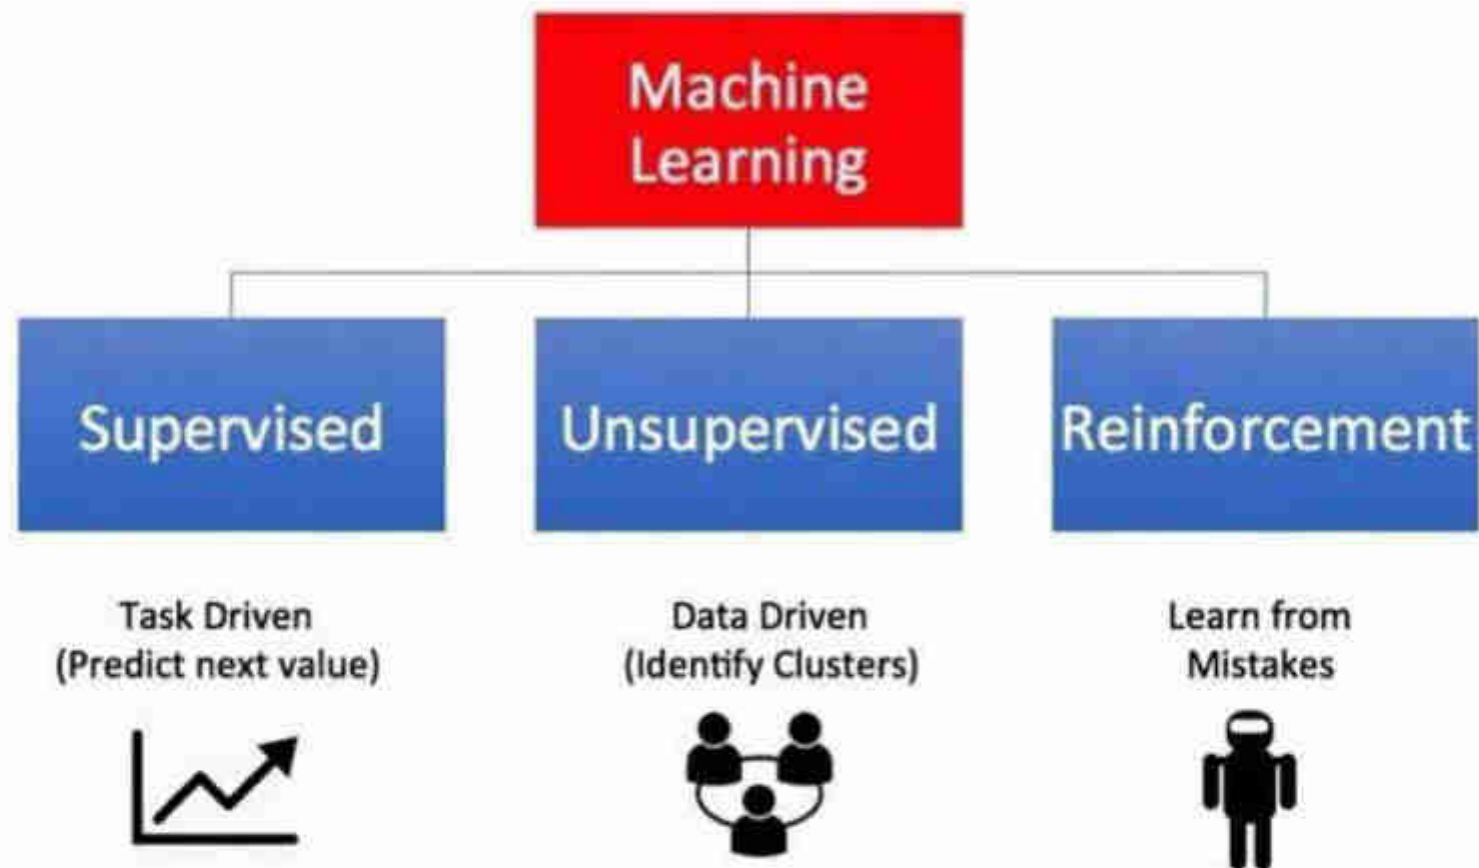 Machine
Learning
Supervised
Unsupervised
Reinforcement
Task Driven
(Predict next value)
Data Driven
(Identify Clusters)
Learn from
Mistakes